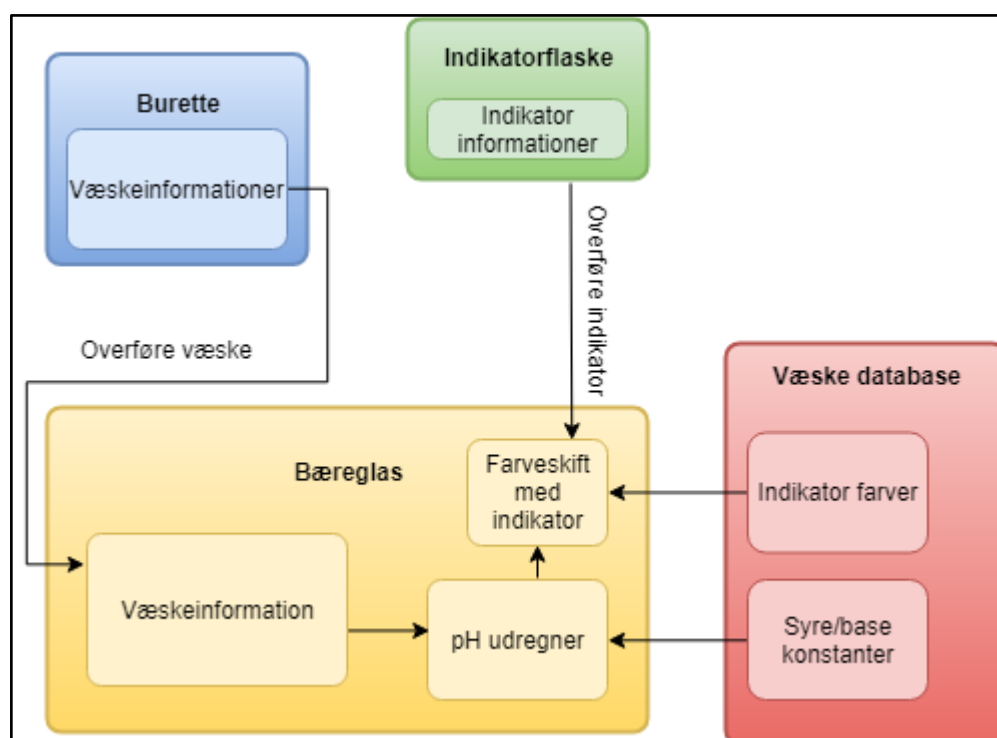 Burette
Væskeinformationer
Indikatorflaske
Indikator
informationer
Overføre indikator
Overføre væske
Væske database
Indikator farver
Syre/base
konstanter
Bæreglas
Farveskift
med
indikator
Væskeinformation
pH udregner